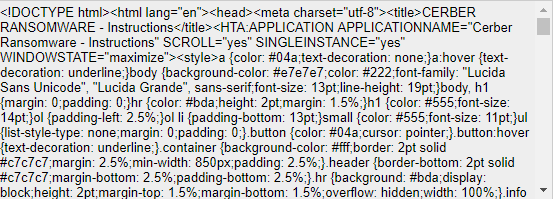 <!DOCTYPE html><html lang="en"><head><meta charset="utf-8"><title>CERBER
RANSOMWARE - Instructions</title><HTA:APPLICATION APPLICATIONNAME="Cerber
Ransomware - Instructions" SCROLL="yes" SINGLEINSTANCE="yes"
WINDOWSTATE="maximize"><style>a {color: #04a;text-decoration: none;}a:hover {text-
decoration: underline;}body {background-color: #e7e7e7;color: #222;font-family: "Lucida
Sans Unicode", "Lucida Grande", sans-serif;font-size: 13pt;line-height: 19pt;}body, h1
{margin: 0;padding: 0;}hr {color: #bda;height: 2pt;margin: 1.5%;}h1 {color: #555;font-size:
14pt;}ol {padding-left: 2.5%;}ol li {padding-bottom: 13pt;}small {color: #555;font-size: 11pt;}ul
{list-style-type: none;margin: 0;padding: 0;}.button {color: #04a;cursor: pointer;}.button:hover
{text-decoration: underline;}.container {background-color: #fff;border: 2pt solid
#c7c7c7;margin: 2.5%;min-width: 850px;padding: 2.5%;}.header {border-bottom: 2pt solid
#c7c7c7;margin-bottom: 2.5%;padding-bottom: 2.5%;}.hr {background: #bda;display:
block;height: 2pt;margin-top: 1.5%;margin-bottom: 1.5%;overflow: hidden;width: 100%;}.info